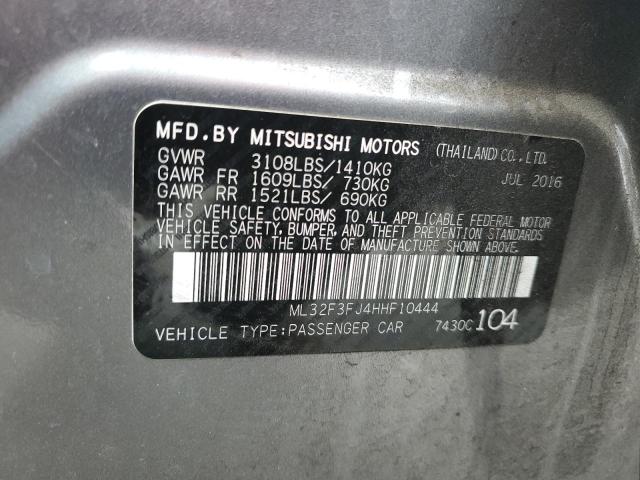 MFD.BY MITSUBISHI MOTORS (THAILAND)CO.,LTD.
GVWR 3108LBS/1410KG JUL 2016
GAWR FR 1609LBS/ 730KG
GAWR RR 1521LBS/ 690KG
THIS VEHICLE CONFORMS TO ALL APPLICABLE FEDERAL MOTOR
VEHICLE SAFETY, BUMPER, AND THEFT PREVENTION STANDARDS
IN EFFECT ON THE DATE OF MANUFACTURE SHOWN ABOVE.
ML32F3FJ4HHF10444
VEHICLE TYPE:PASSENGER CAR 7430C104